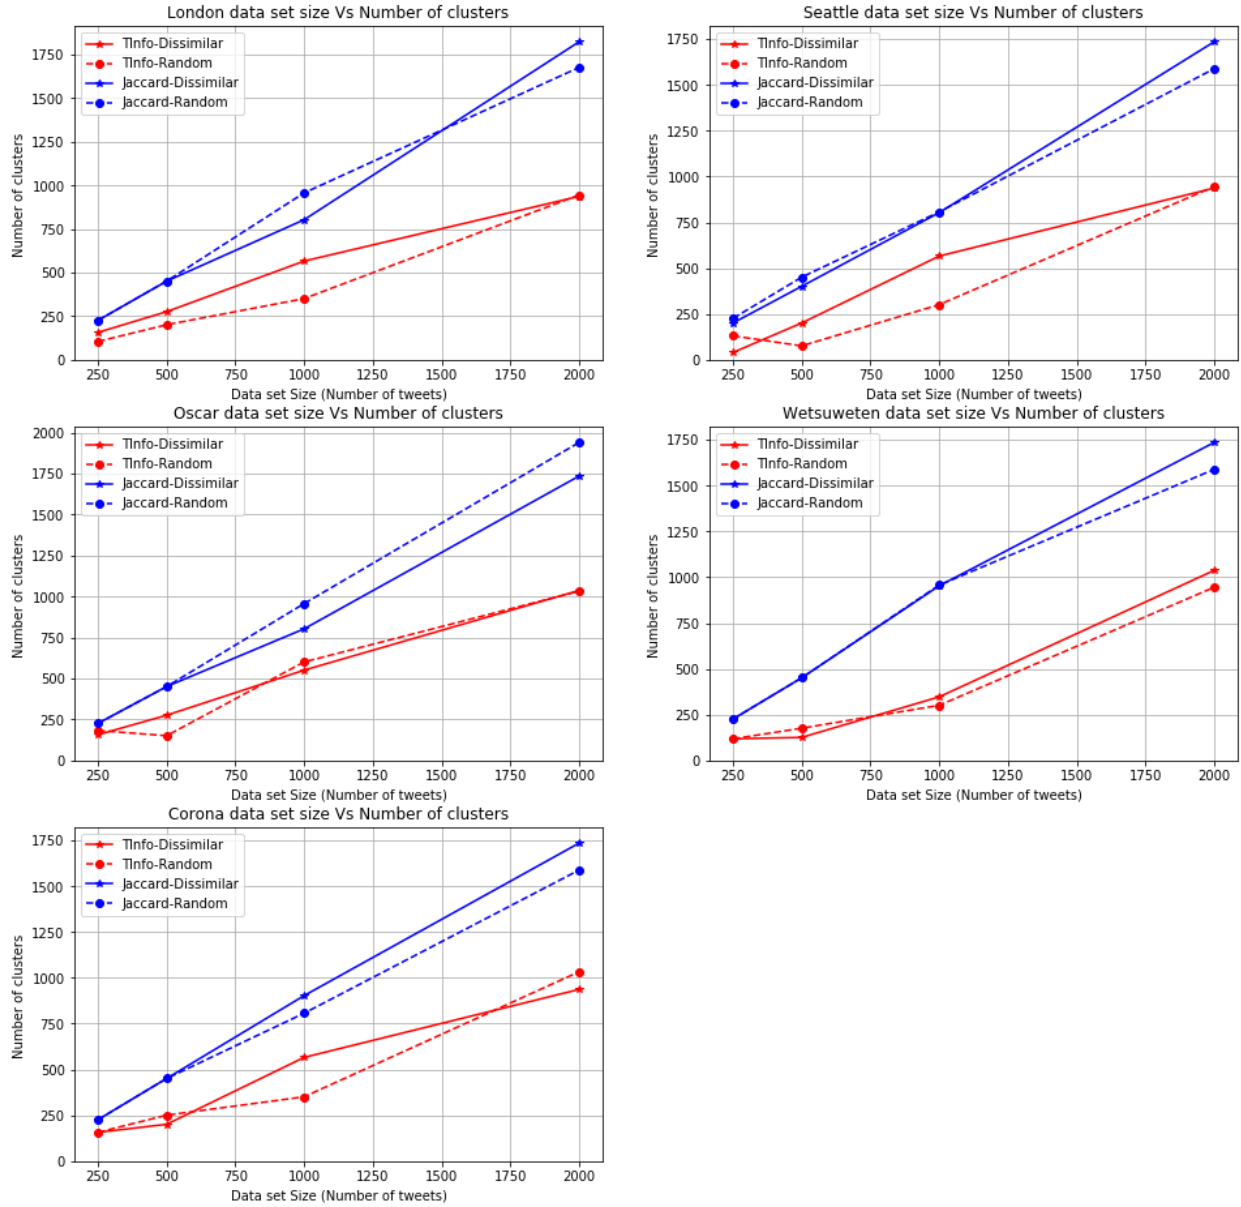 London data set size Vs Number of clusters
TInfo-Dissimilar
TInfo-Random
Jaccard-Dissimilar
Jaccard-Random
Number of clusters
1750
1500
1250
1000
750
500
250
0
250 500 750 1000 1250 1500 1750 2000
Data set Size (Number of tweets)
Seattle data set size Vs Number of clusters
TInfo-Dissimilar
TInfo-Random
Jaccard-Dissimilar
Jaccard-Random
Number of clusters
1750
1500
1250
1000
750
500
250
0
250 500 750 1000 1250 1500 1750 2000
Data set Size (Number of tweets)
Oscar data set size Vs Number of clusters
TInfo-Dissimilar
TInfo-Random
Jaccard-Dissimilar
Jaccard-Random
Number of clusters
2000
1750
1500
1250
1000
750
500
250
0
250 500 750 1000 1250 1500 1750 2000
Data set Size (Number of tweets)
Wetsuweten data set size Vs Number of clusters
TInfo-Dissimilar
TInfo-Random
Jaccard-Dissimilar
Jaccard-Random
Number of clusters
1750
1500
1250
1000
750
500
250
0
250 500 750 1000 1250 1500 1750 2000
Data set Size (Number of tweets)
Corona data set size Vs Number of clusters
TInfo-Dissimilar
TInfo-Random
Jaccard-Dissimilar
Jaccard-Random
Number of clusters
1750
1500
1250
1000
750
500
250
0
250 500 750 1000 1250 1500 1750 2000
Data set Size (Number of tweets)